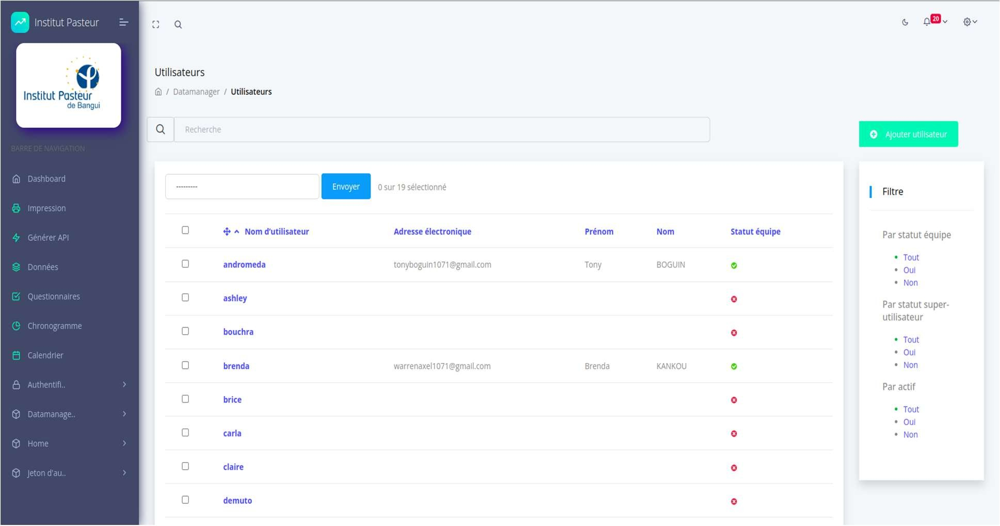 Institut Pasteur
20
Institut Pasteur
de Bangui
BARRE DE NAVIGATION
Dashboard
Impression
Générer API
Données
Questionnaires
Chronogramme
Calendrier
Authentifi..
Datamanage..
Home
Jeton d'au..
Utilisateurs
/ Datamanager / Utilisateurs
Recherche
Ajouter utilisateur
--------- Envoyer 0 sur 19 sélectionné
Nom d’utilisateur Adresse électronique Prénom Nom Statut équipe
andromeda tonyboguin1071@gmail.com Tony BOGUIN
ashley
bouchra
brenda warrenaxel1071@gmail.com Brenda KANKOU
brice
carla
claire
demuto
Filtre
Par statut équipe
Tout
Oui
Non
Par statut super-
utilisateur
Tout
Oui
Non
Par actif
Tout
Oui
Non